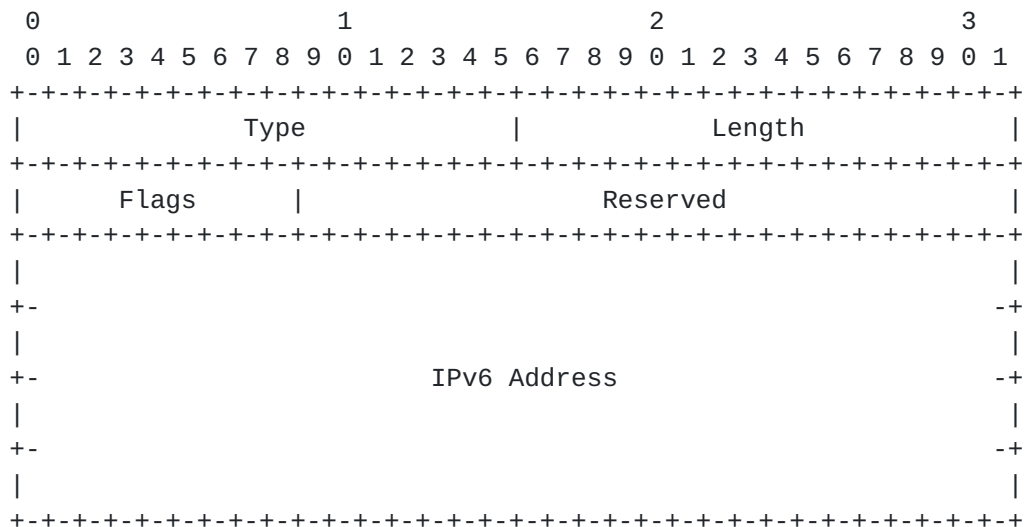 0                   1                   2                   3
 0 1 2 3 4 5 6 7 8 9 0 1 2 3 4 5 6 7 8 9 0 1 2 3 4 5 6 7 8 9 0 1
+-+-+-+-+-+-+-+-+-+-+-+-+-+-+-+-+-+-+-+-+-+-+-+-+-+-+-+-+-+-+-+-+
|              Type             |            Length             |
+-+-+-+-+-+-+-+-+-+-+-+-+-+-+-+-+-+-+-+-+-+-+-+-+-+-+-+-+-+-+-+-+
|      Flags      |                   Reserved                  |
+-+-+-+-+-+-+-+-+-+-+-+-+-+-+-+-+-+-+-+-+-+-+-+-+-+-+-+-+-+-+-+-+
|                                                               |
+-                                                             -+
|                                                               |
+-                         IPv6 Address                        -+
|                                                               |
+-                                                             -+
|                                                               |
+-+-+-+-+-+-+-+-+-+-+-+-+-+-+-+-+-+-+-+-+-+-+-+-+-+-+-+-+-+-+-+-+